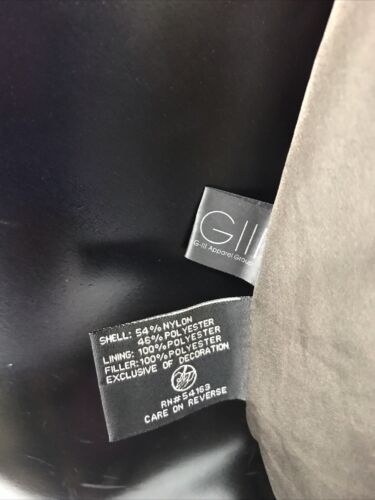 GIII
G-III Apparel Group
SHELL: 54% NYLON
46% POLYESTER
LINING: 100% POLYESTER
FILLER: 100% POLYESTER
EXCLUSIVE OF DECORATION
RN# 54163
CARE ON REVERSE